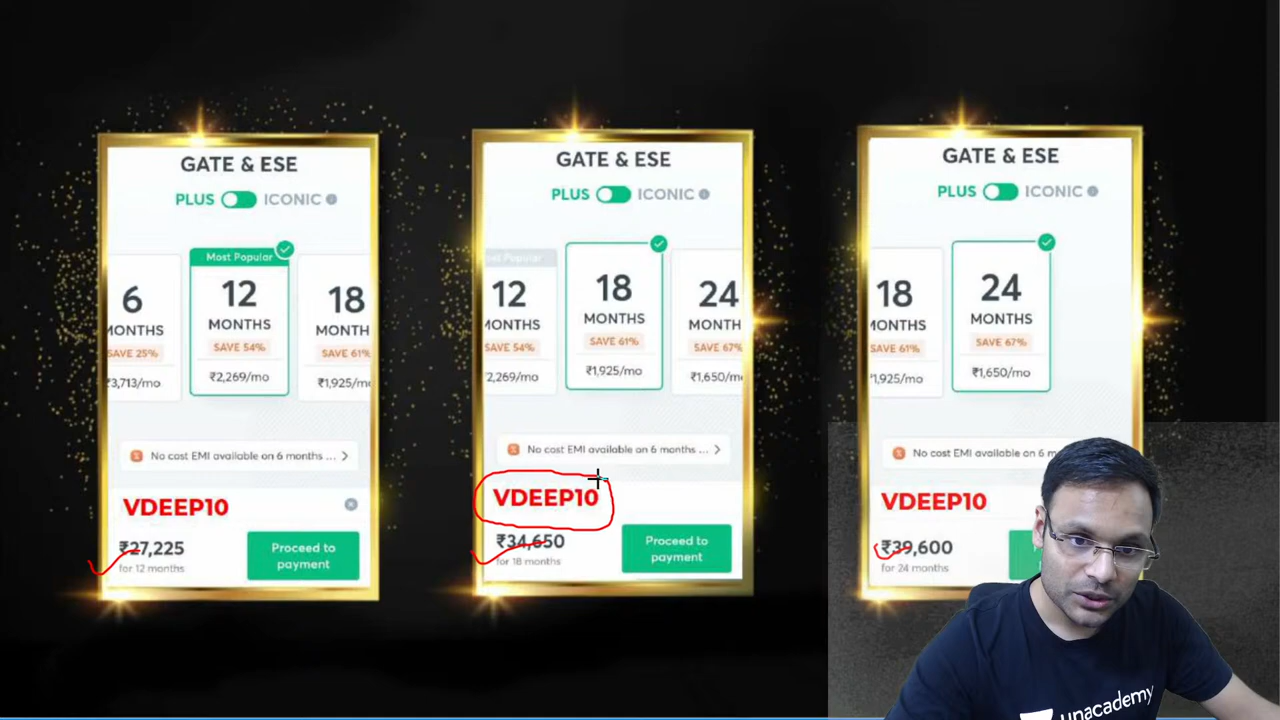 GATE & ESE
PLUS ICONIC
Most Popular
6
MONTHS
SAVE 25%
₹3,713/mo
12
MONTHS
SAVE 54%
₹2,269/mo
18
MONTH
SAVE 61%
₹1,925/m
No cost EMI available on 6 months ...
VDEEP10
₹27,225
for 12 months
Proceed to
payment
GATE & ESE
PLUS ICONIC
Popular
12
MONTHS
SAVE 54%
2,269/mo
18
MONTHS
SAVE 61%
₹1,925/mo
24
MONTHS
SAVE 67%
₹1,650/mo
No cost EMI available on 6 months ...
VDEEP10
₹34,650
for 18 months
Proceed to
payment
GATE & ESE
PLUS ICONIC
18
MONTHS
SAVE 61%
1,925/mo
24
MONTHS
SAVE 67%
₹1,650/mo
No cost EMI available on 6 m
VDEEP10
₹39,600
for 24 months
unacademy